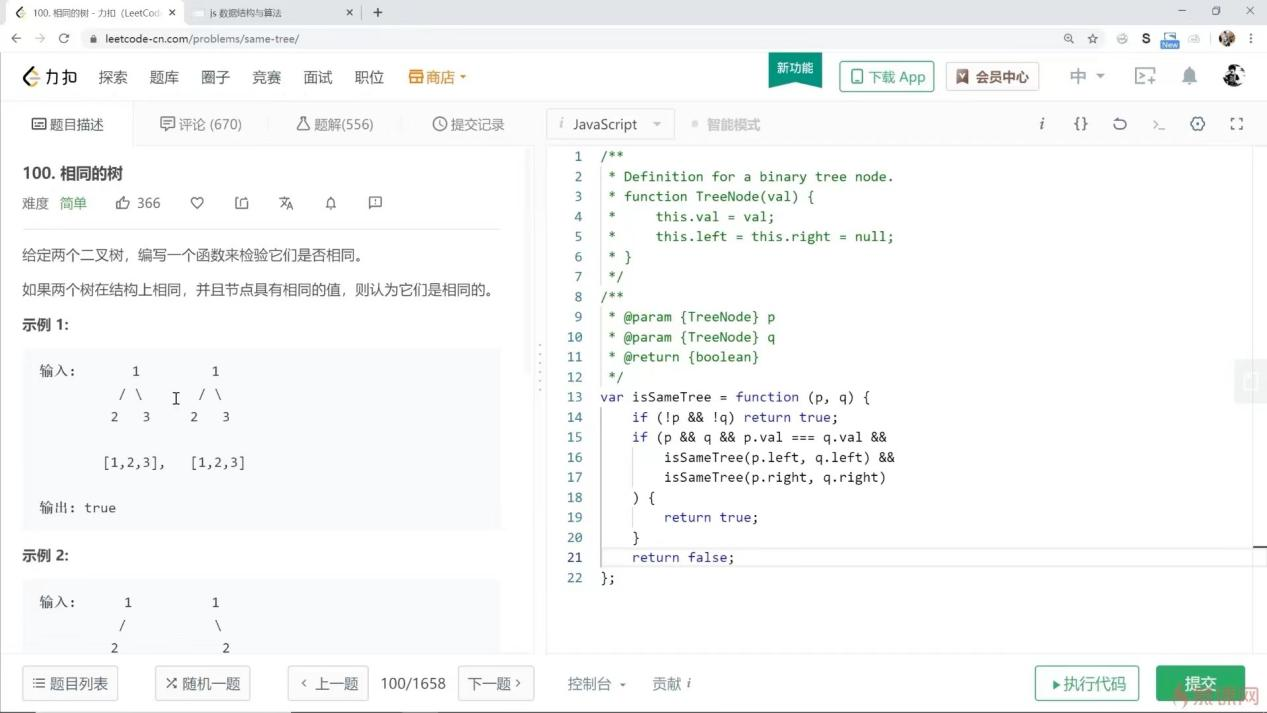 100. 相同的树 - 力扣 (LeetCod
js 数据结构与算法
leetcode-cn.com/problems/same-tree/
S
New
力扣 探索 题库 圈子 竞赛 面试 职位 商店
新功能
下载 App
会员中心
中
题目描述 评论 (670) 题解(556) 提交记录
i JavaScript 智能模式
i {} >_
100. 相同的树
难度 简单 366
给定两个二叉树，编写一个函数来检验它们是否相同。
如果两个树在结构上相同，并且节点具有相同的值，则认为它们是相同的。
示例 1:
输入: 1 1
/ \ / \
2 3 2 3
[1,2,3], [1,2,3]
输出: true
示例 2:
输入: 1 1
/ \
2 2
1 /**
2 * Definition for a binary tree node.
3 * function TreeNode(val) {
4 * this.val = val;
5 * this.left = this.right = null;
6 * }
7 */
8 /**
9 * @param {TreeNode} p
10 * @param {TreeNode} q
11 * @return {boolean}
12 */
13 var isSameTree = function (p, q) {
14 if (!p && !q) return true;
15 if (p && q && p.val === q.val &&
16 isSameTree(p.left, q.left) &&
17 isSameTree(p.right, q.right)
18 ) {
19 return true;
20 }
21 return false;
22 };
题目列表 随机一题 上一题 100/1658 下一题 控制台 贡献 i
执行代码 提交
慕课网